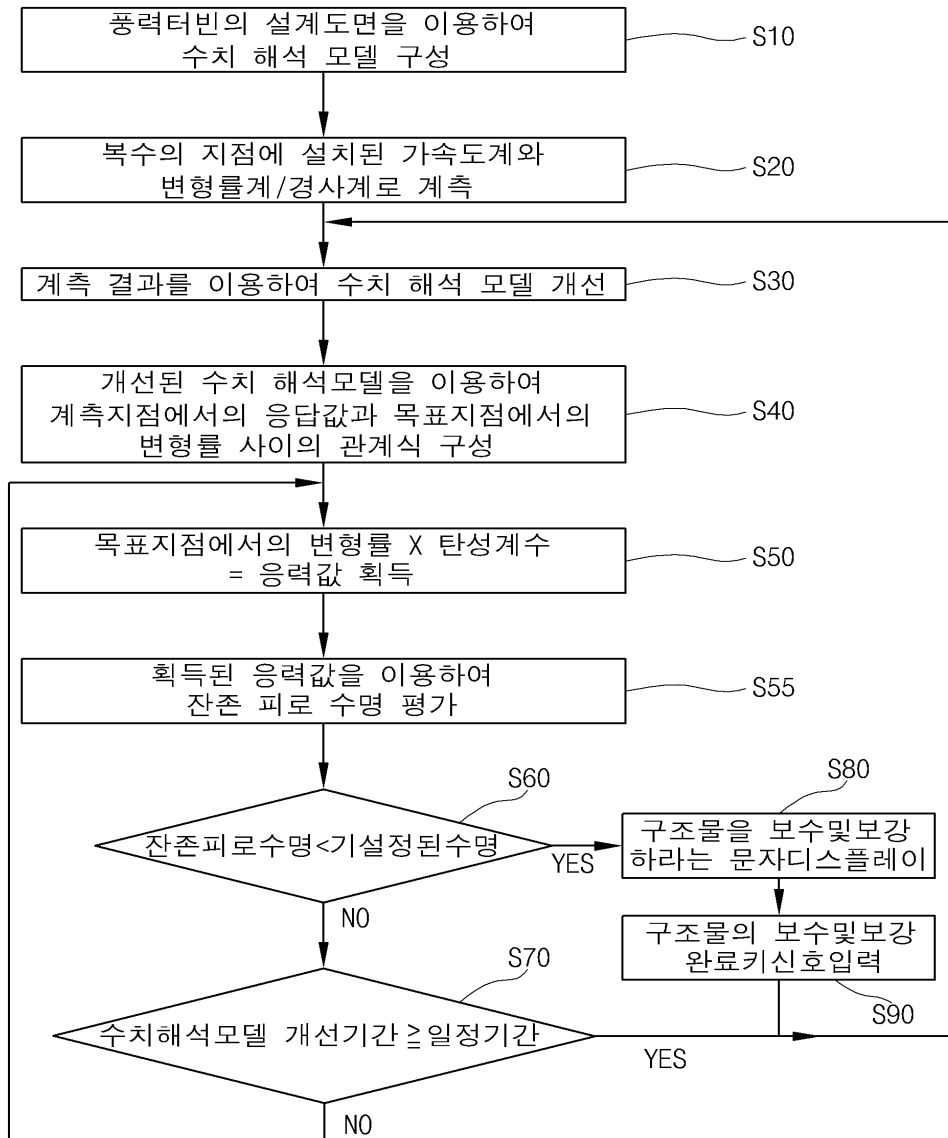 풍력터빈의 설계도면을 이용하여
수치 해석 모델 구성
S10
복수의 지점에 설치된 가속도계와
변형률계/경사계로 계측
S20
계측 결과를 이용하여 수치 해석 모델 개선
S30
개선된 수치 해석모델을 이용하여
계측지점에서의 응답값과 목표지점에서의
변형률 사이의 관계식 구성
S40
목표지점에서의 변형률 X 탄성계수
= 응력값 획득
S50
획득된 응력값을 이용하여
잔존 피로 수명 평가
S55
S60
잔존피로수명<기설정된수명
YES
NO
S80
구조물을 보수및보강
하라는 문자디스플레이
구조물의 보수및보강
완료키신호입력
S90
S70
수치해석모델 개선기간≧일정기간
YES
NO